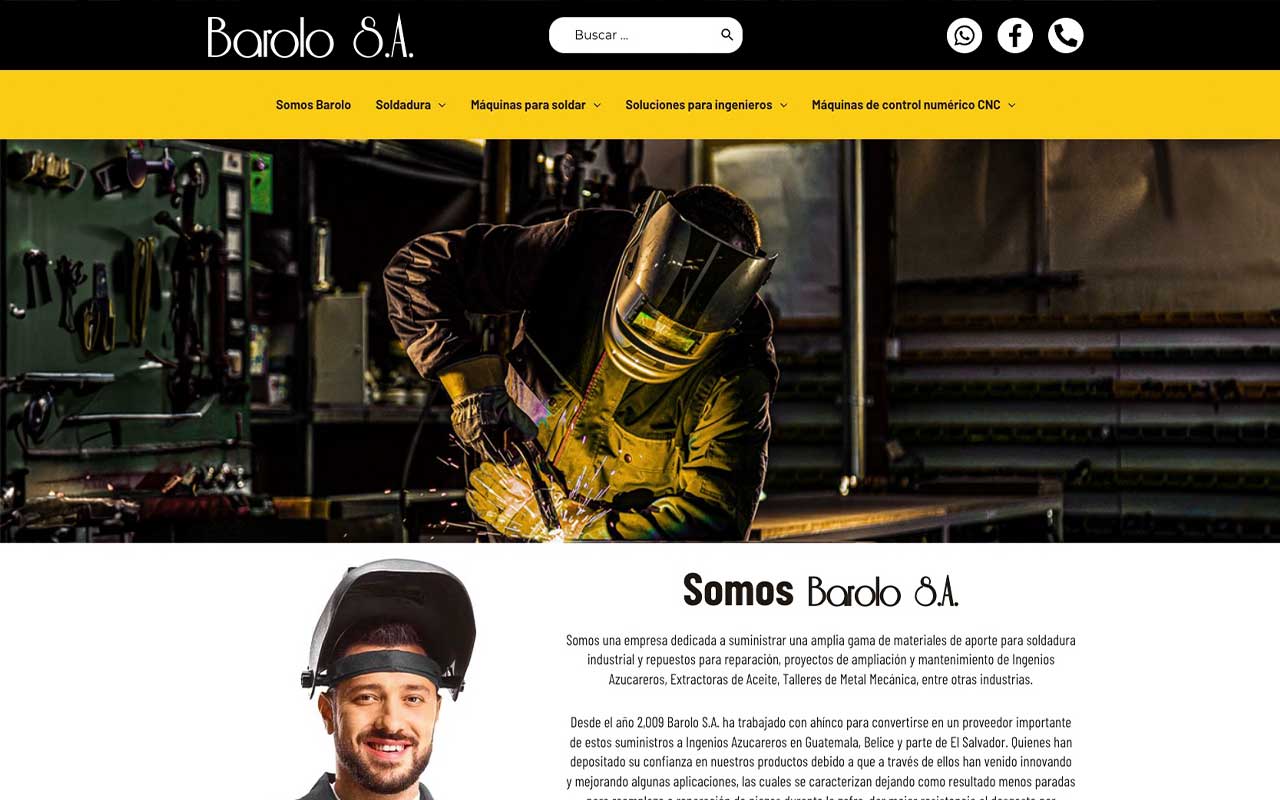 Barolo S.A.
Buscar ...
Somos Barolo
Soldadura
Máquinas para soldar
Soluciones para ingenieros
Máquinas de control numérico CNC
Somos Barolo S.A.
Somos una empresa dedicada a suministrar una amplia gama de materiales de aporte para soldadura
industrial y repuestos para reparación, proyectos de ampliación y mantenimiento de Ingenios
Azucareros, Extractoras de Aceite, Talleres de Metal Mecánica, entre otras industrias.
Desde el año 2,009 Barolo S.A. ha trabajado con ahínco para convertirse en un proveedor importante
de estos suministros a Ingenios Azucareros en Guatemala, Belice y parte de El Salvador. Quienes han
depositado su confianza en nuestros productos debido a que a través de ellos han venido innovando
y mejorando algunas aplicaciones, las cuales se caracterizan dejando como resultado menos paradas